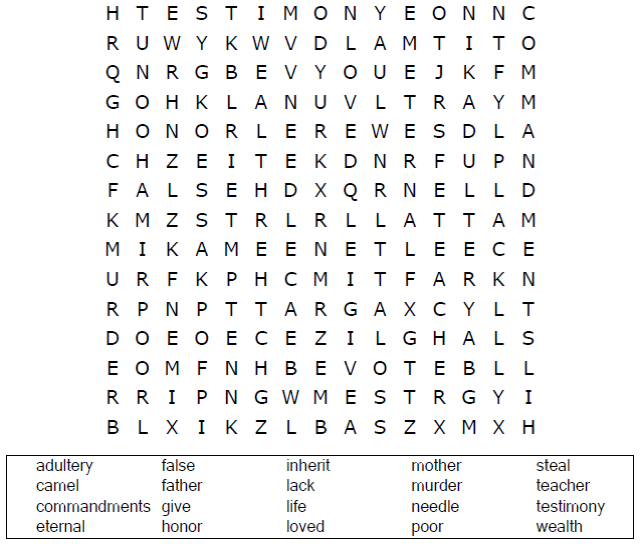 H T E S T I M O N Y E O N N C
R U W Y K W V D L A M T I T O
Q N R G B E V Y O U E J K F M
G O H K L A N U V L T R A Y M
H O N O R L E R E W E S D L A
C H Z E I T E K D N R F U P N
F A L S E H D X Q R N E L L D
K M Z S T R L R L L A T T A M
M I K A M E E N E T L E E C E
U R F K P H C M I T F A R K N
R P N P T T A R G A X C Y L T
D O E O E C E Z I L G H A L S
E O M F N H B E V O T E B L L
R R I P N G W M E S T R G Y I
B L X I K Z L B A S Z X M X H
adultery false inherit mother steal
camel father lack murder teacher
commandments give life needle testimony
eternal honor loved poor wealth